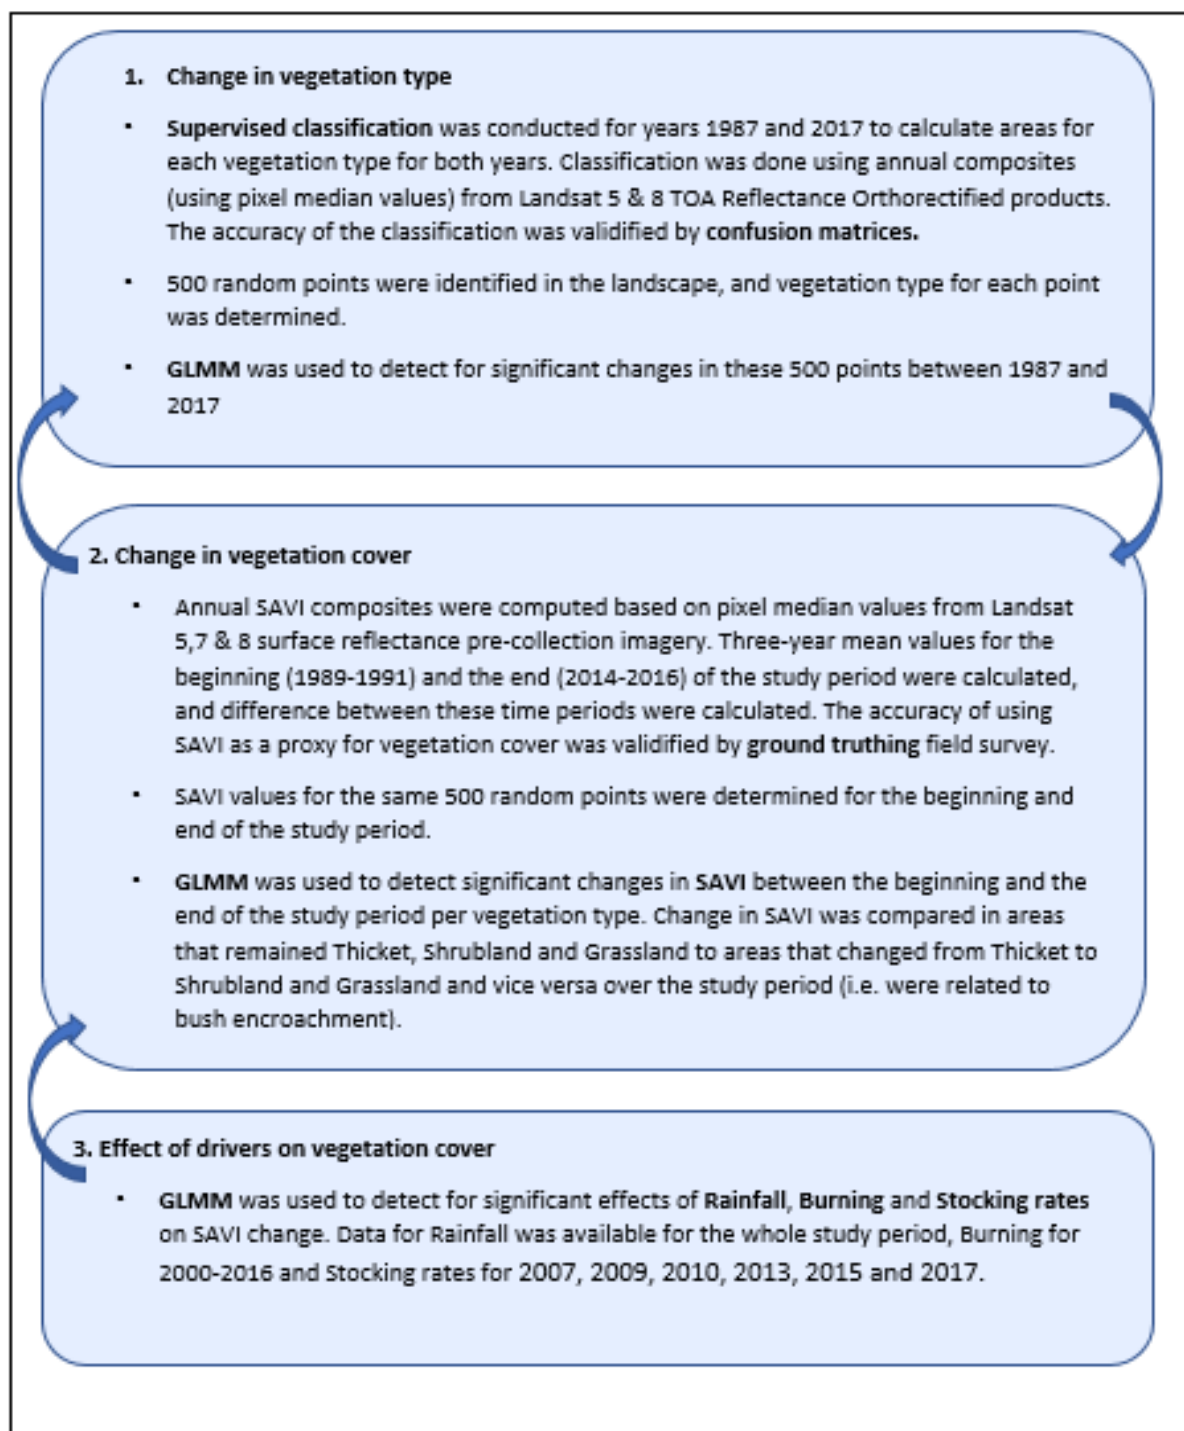 1. Change in vegetation type
▪ Supervised classification was conducted for years 1987 and 2017 to calculate areas for
each vegetation type for both years. Classification was done using annual composites
(using pixel median values) from Landsat 5 & 8 TOA Reflectance Orthorectified products.
The accuracy of the classification was validified by confusion matrices.
▪ 500 random points were identified in the landscape, and vegetation type for each point
was determined.
▪ GLMM was used to detect for significant changes in these 500 points between 1987 and
2017
2. Change in vegetation cover
▪ Annual SAVI composites were computed based on pixel median values from Landsat
5,7 & 8 surface reflectance pre-collection imagery. Three-year mean values for the
beginning (1989-1991) and the end (2014-2016) of the study period were calculated,
and difference between these time periods were calculated. The accuracy of using
SAVI as a proxy for vegetation cover was validified by ground truthing field survey.
▪ SAVI values for the same 500 random points were determined for the beginning and
end of the study period.
▪ GLMM was used to detect significant changes in SAVI between the beginning and the
end of the study period per vegetation type. Change in SAVI was compared in areas
that remained Thicket, Shrubland and Grassland to areas that changed from Thicket to
Shrubland and Grassland and vice versa over the study period (i.e. were related to
bush encroachment).
3. Effect of drivers on vegetation cover
▪ GLMM was used to detect for significant effects of Rainfall, Burning and Stocking rates
on SAVI change. Data for Rainfall was available for the whole study period, Burning for
2000-2016 and Stocking rates for 2007, 2009, 2010, 2013, 2015 and 2017.